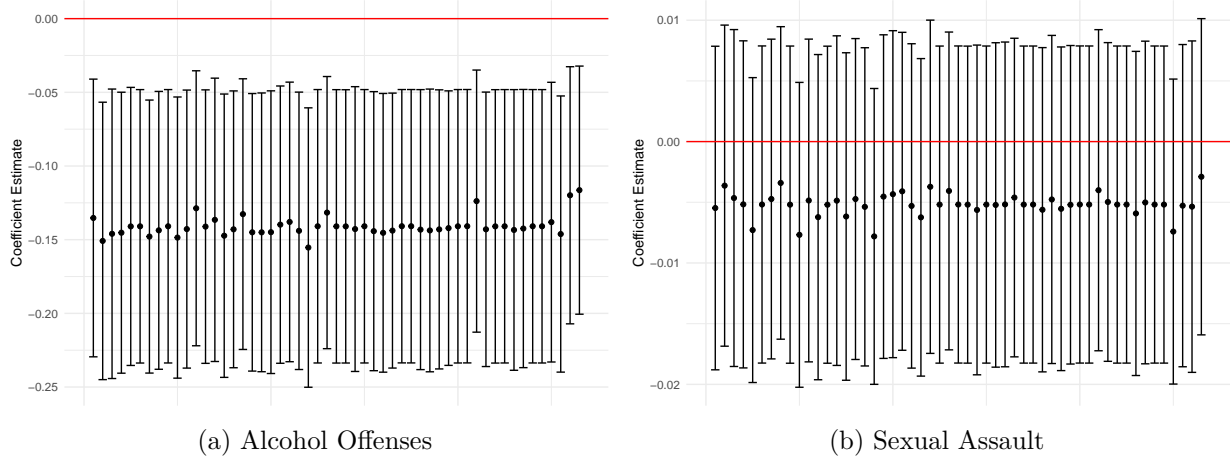 0.00
−0.05
−0.10
−0.15
−0.20
−0.25
Coefficient Estimate
(a) Alcohol Offenses
0.01
0.00
−0.01
−0.02
Coefficient Estimate
(b) Sexual Assault